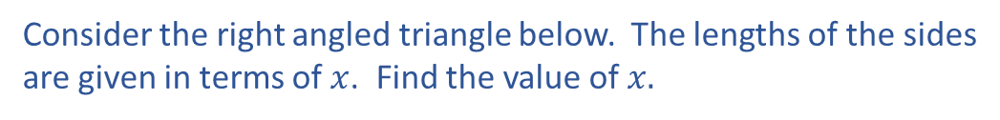 Consider the right angled triangle below. The lengths of the sides
are given in terms of x. Find the value of x.